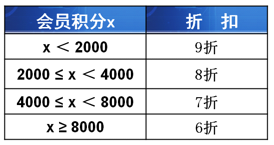 会员积分x 折 扣
x < 2000 9折
2000 ≤ x < 4000 8折
4000 ≤ x < 8000 7折
x ≥ 8000 6折